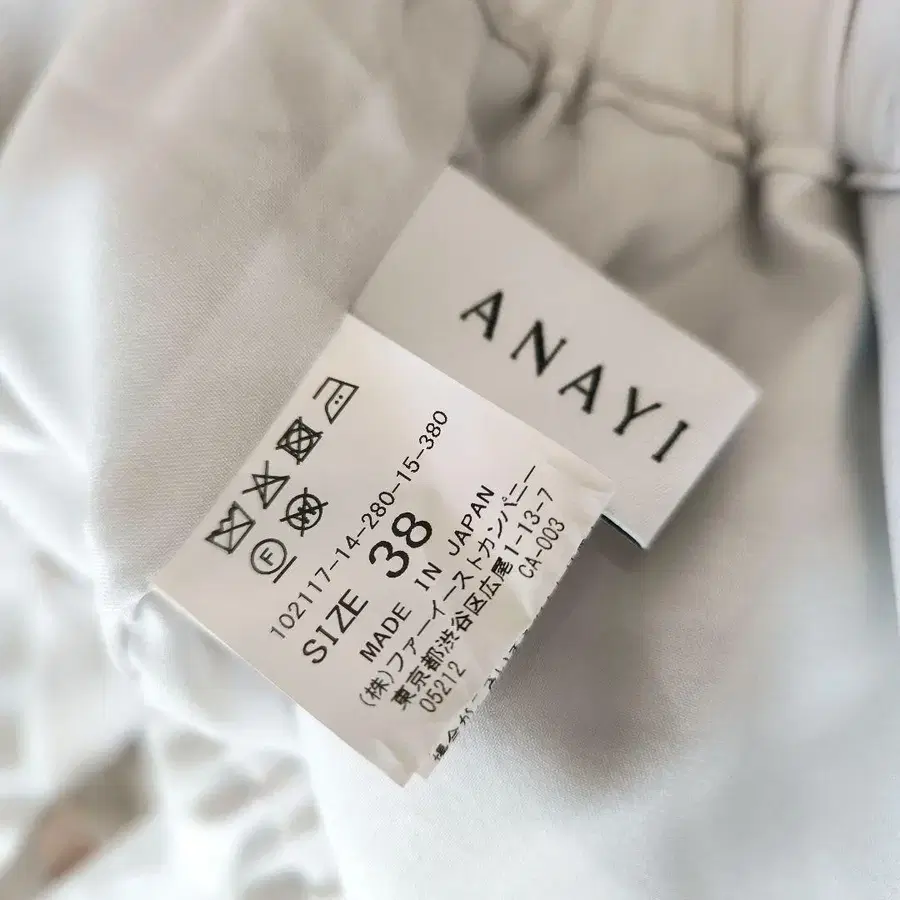 ANAYI
F
W
102117-14-280-15-380
SIZE 38
MADE IN JAPAN
(株)ファーイーストカンパニー
東京都渋谷区広尾1-13-7
05212 CA-003